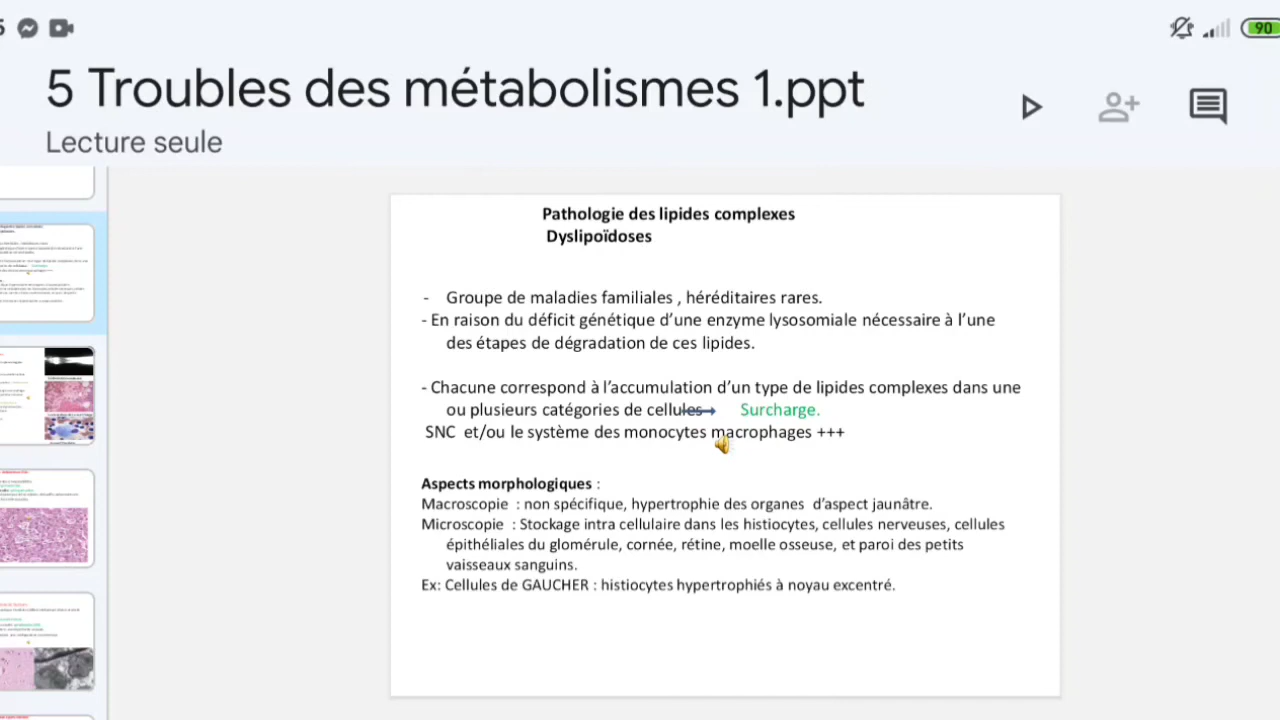 5
90
5 Troubles des métabolismes 1.ppt
Lecture seule
Pathologie des lipides complexes
Dyslipoïdoses
- Groupe de maladies familiales , héréditaires rares.
- En raison du déficit génétique d’une enzyme lysosomiale nécessaire à l’une
des étapes de dégradation de ces lipides.
- Chacune correspond à l’accumulation d’un type de lipides complexes dans une
ou plusieurs catégories de cellules Surcharge.
SNC et/ou le système des monocytes macrophages +++
Aspects morphologiques :
Macroscopie : non spécifique, hypertrophie des organes d’aspect jaunâtre.
Microscopie : Stockage intra cellulaire dans les histiocytes, cellules nerveuses, cellules
épithéliales du glomérule, cornée, rétine, moelle osseuse, et paroi des petits
vaisseaux sanguins.
Ex: Cellules de GAUCHER : histiocytes hypertrophiés à noyau excentré.